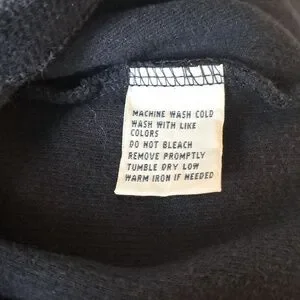 MACHINE WASH COLD
WASH WITH LIKE
COLORS
DO NOT BLEACH
REMOVE PROMPTLY
TUMBLE DRY LOW
WARM IRON IF NEEDED